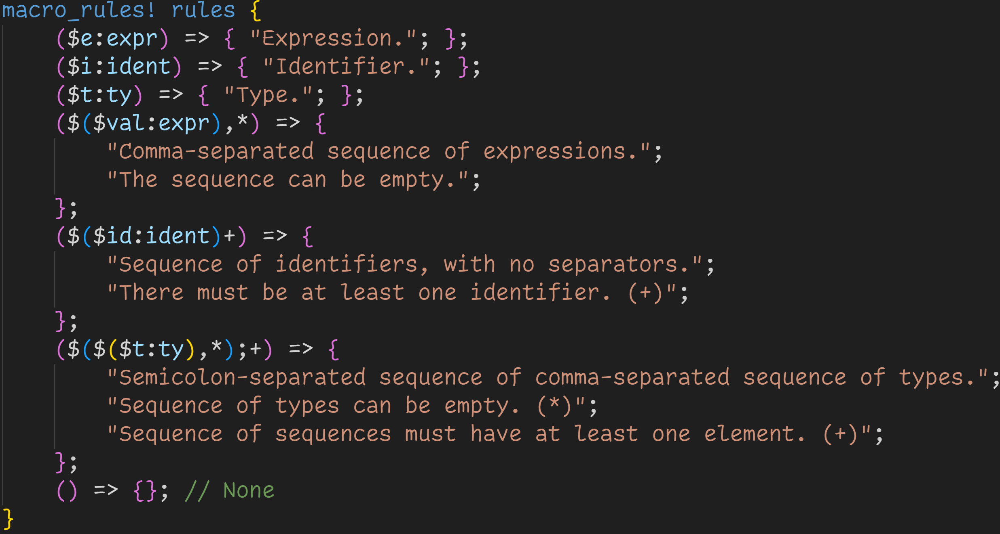 macro_rules! rules {
    ($e:expr) => { "Expression."; };
    ($i:ident) => { "Identifier."; };
    ($t:ty) => { "Type."; };
    ($($val:expr),*) => {
        "Comma-separated sequence of expressions.";
        "The sequence can be empty.";
    };
    ($($id:ident)+) => {
        "Sequence of identifiers, with no separators.";
        "There must be at least one identifier. (+)";
    };
    ($($($t:ty),*);+) => {
        "Semicolon-separated sequence of comma-separated sequence of types.";
        "Sequence of types can be empty. (*)";
        "Sequence of sequences must have at least one element. (+)";
    };
    () => {}; // None
}